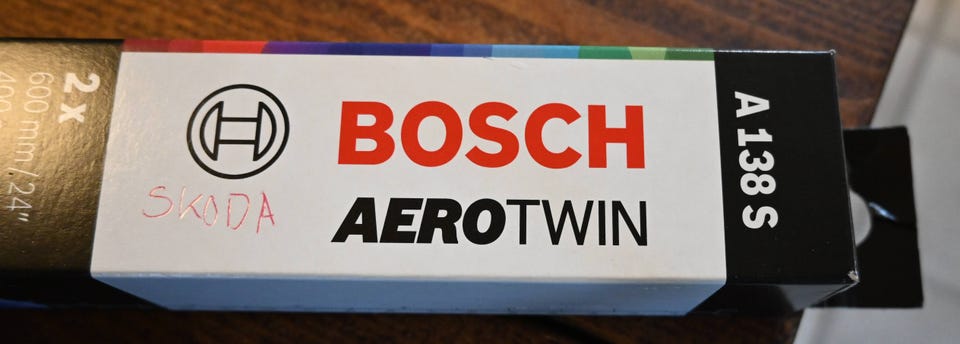 2 x
600 mm / 24"
BOSCH
SKODA
AEROTWIN
A 138 S